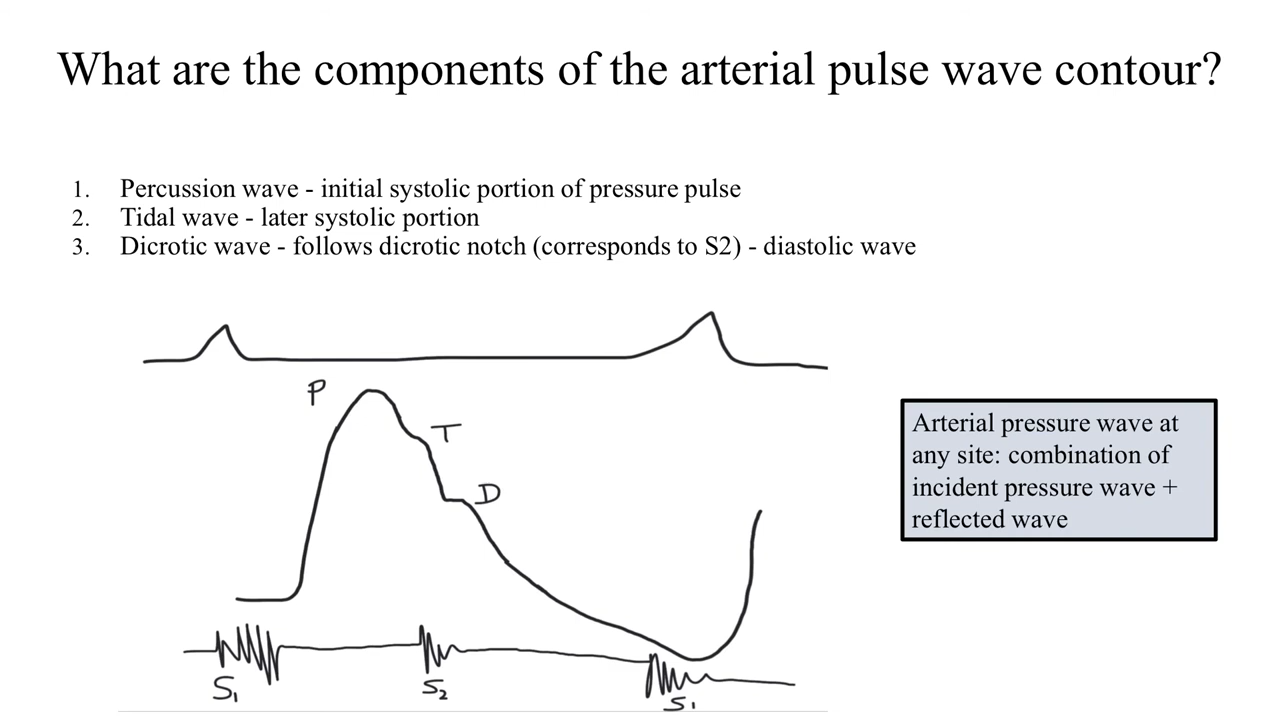 What are the components of the arterial pulse wave contour?
1. Percussion wave - initial systolic portion of pressure pulse
2. Tidal wave - later systolic portion
3. Dicrotic wave - follows dicrotic notch (corresponds to S2) - diastolic wave
P
T
D
Arterial pressure wave at
any site: combination of
incident pressure wave +
reflected wave
S₁
S₂
S₁